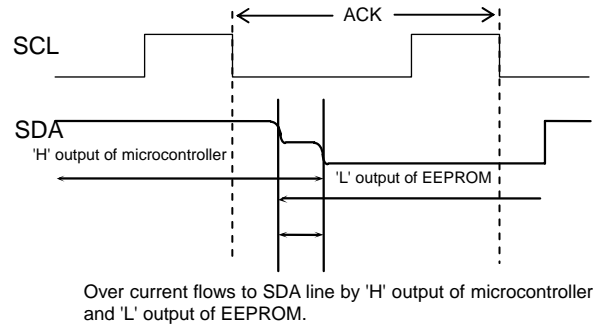 ACK
SCL
SDA
'H' output of microcontroller
'L' output of EEPROM
Over current flows to SDA line by 'H' output of microcontroller
and 'L' output of EEPROM.